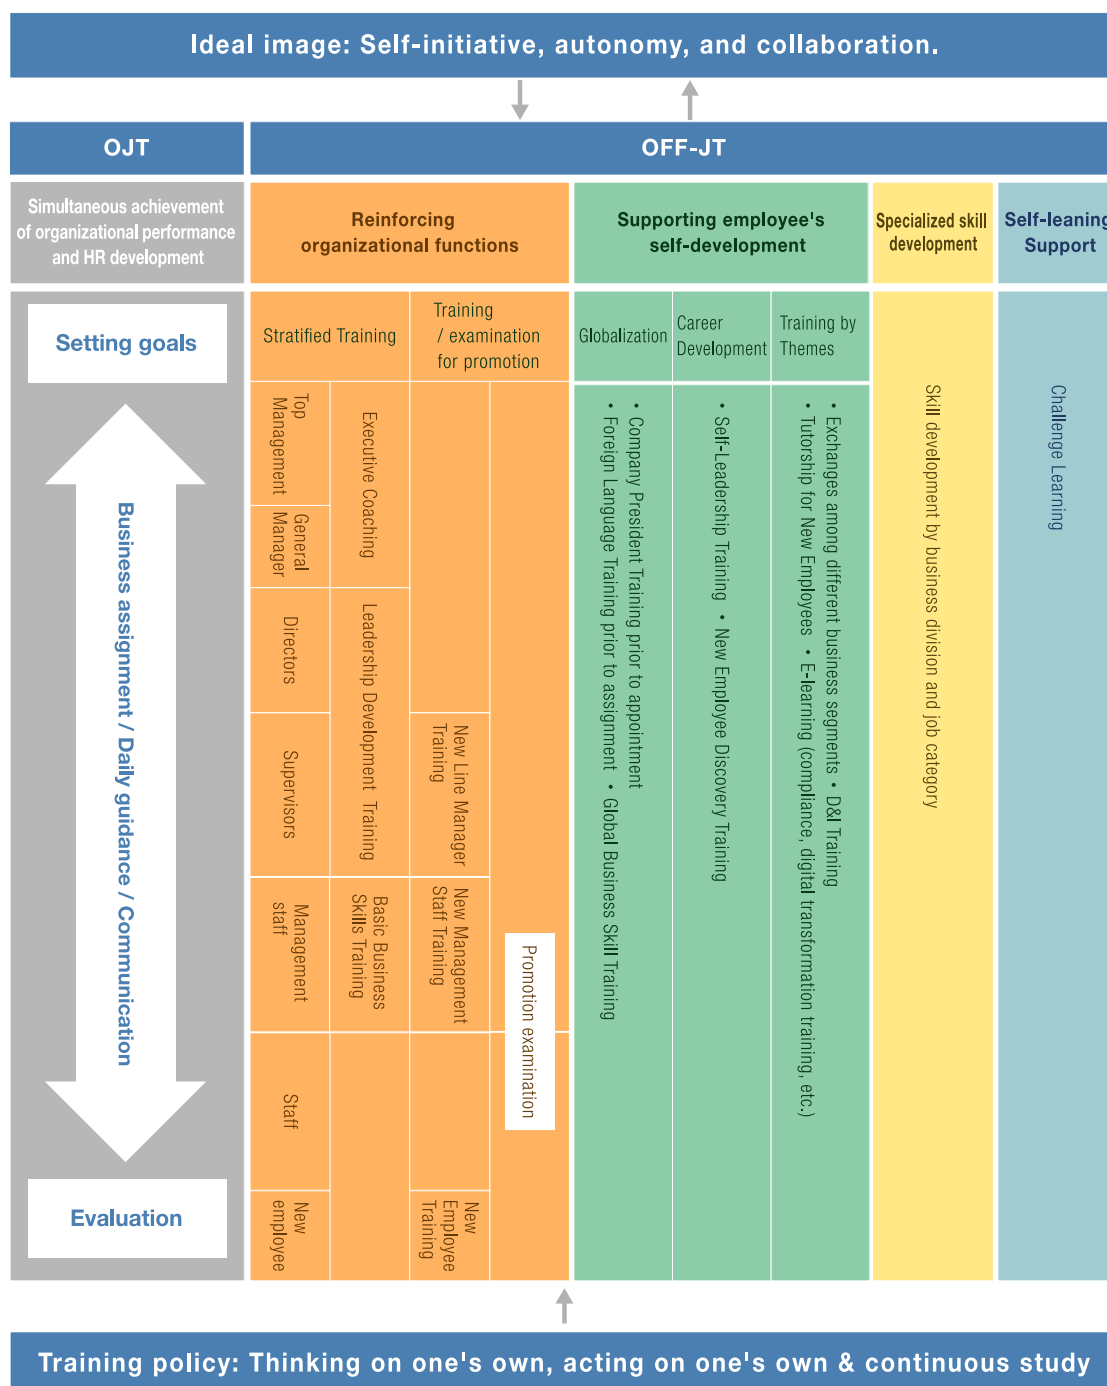 Ideal image: Self-initiative, autonomy, and collaboration.
OJT
OFF-JT
Simultaneous achievement
of organizational performance
and HR development
Reinforcing
organizational functions
Supporting employee's
self-development
Specialized skill
development
Self-leaning
Support
Setting goals
Business assignment / Daily guidance / Communication
Evaluation
Stratified Training
Training
/ examination
for promotion
Globalization
Career
Development
Training by
Themes
Top
Management
General
Manager
Directors
Supervisors
Management
staff
Staff
New
employee
Executive Coaching
Leadership Development Training
Basic Business
Skills Training
New Line Manager
Training
New Management
Staff Training
New
Employee
Training
Promotion examination
• Company President Training prior to appointment
• Foreign Language Training prior to assignment • Global Business Skill Training
• Self-Leadership Training • New Employee Discovery Training
• Exchanges among different business segments • D&I Training
• Tutorship for New Employees • E-learning (compliance, digital transformation training, etc.)
Skill development by business division and job category
Challenge Learning
Training policy: Thinking on one's own, acting on one's own & continuous study